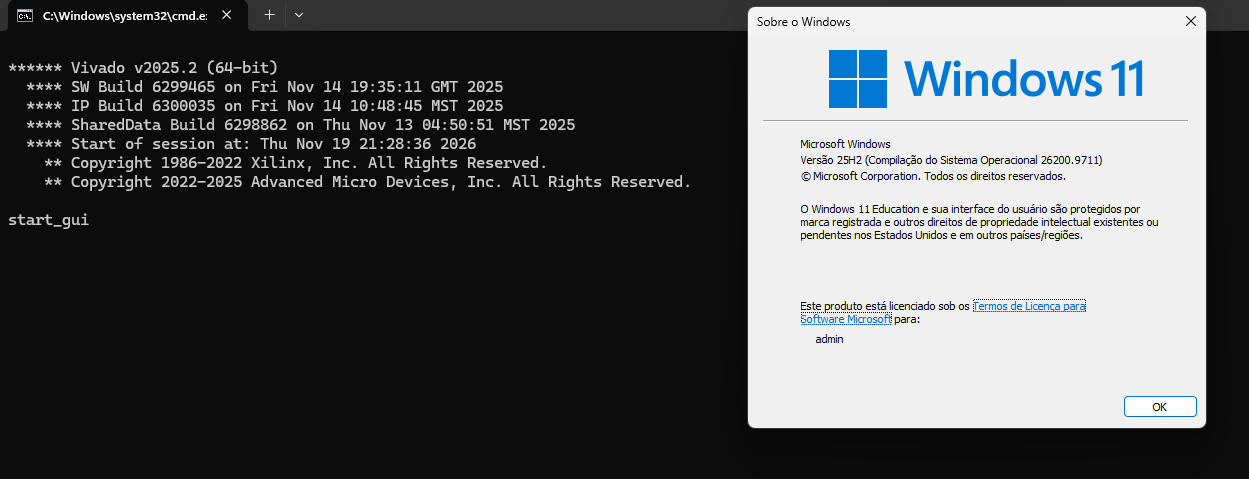 C:\Windows\system32\cmd.e:
****** Vivado v2025.2 (64-bit)
**** SW Build 6299465 on Fri Nov 14 19:35:11 GMT 2025
**** IP Build 6300035 on Fri Nov 14 10:48:45 MST 2025
**** SharedData Build 6298862 on Thu Nov 13 04:50:51 MST 2025
**** Start of session at: Thu Nov 19 21:28:36 2026
** Copyright 1986-2022 Xilinx, Inc. All Rights Reserved.
** Copyright 2022-2025 Advanced Micro Devices, Inc. All Rights Reserved.
start_gui
Sobre o Windows
Windows 11
Microsoft Windows
Versão 25H2 (Compilação do Sistema Operacional 26200.9711)
© Microsoft Corporation. Todos os direitos reservados.
O Windows 11 Education e sua interface do usuário são protegidos por
marca registrada e outros direitos de propriedade intelectual existentes ou
pendentes nos Estados Unidos e em outros países/regiões.
Este produto está licenciado sob os Termos de Licença para
Software Microsoft para:
admin
OK